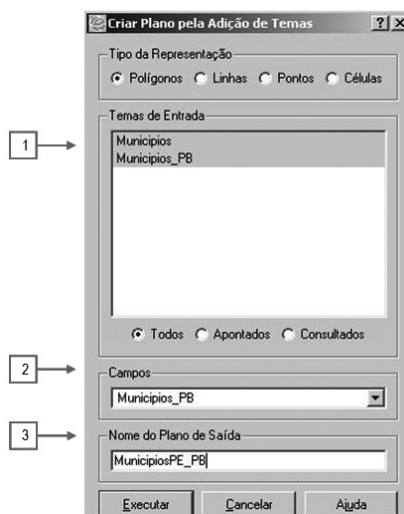 Criar Plano pela Adição de Temas
Tipo da Representação
Polígonos Linhas Pontos Células
1
Temas de Entrada
Municipios
Municipios_PB
Todos Apontados Consultados
2
Campos
Municipios_PB
3
Nome do Plano de Saída
MunicipiosPE_PB
Executar Cancelar Ajuda